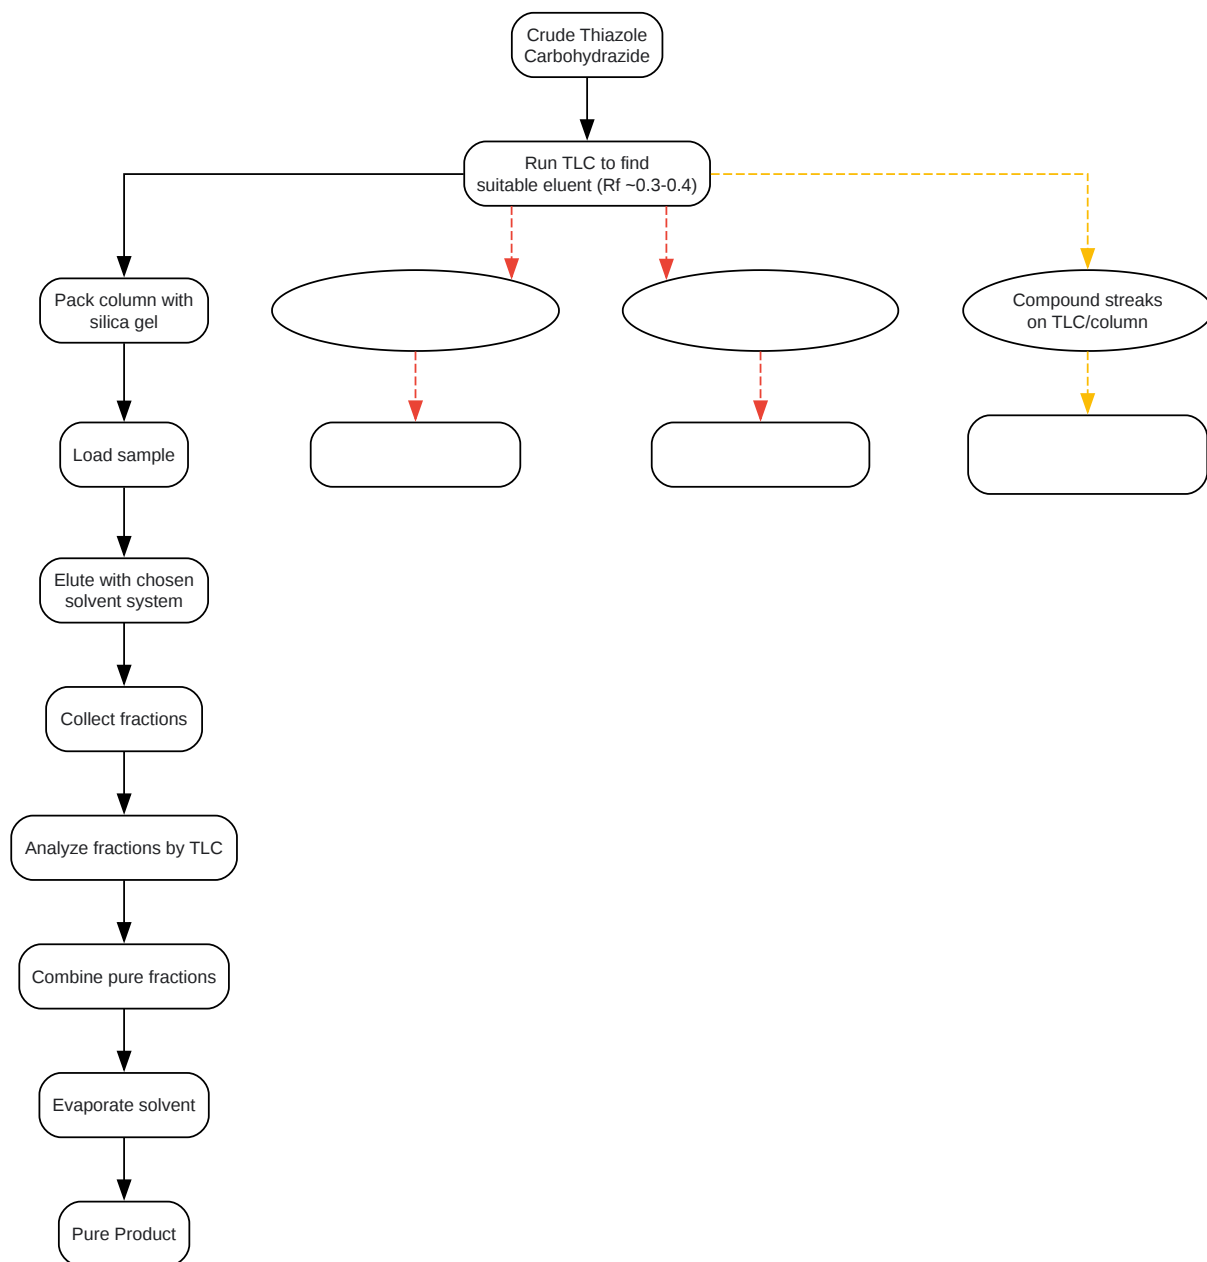 Crude Thiazole
Carbohydrazide
Run TLC to find
suitable eluent (Rf ~0.3-0.4)
Pack column with
silica gel
Compound streaks
on TLC/column
Load sample
Elute with chosen
solvent system
Collect fractions
Analyze fractions by TLC
Combine pure fractions
Evaporate solvent
Pure Product